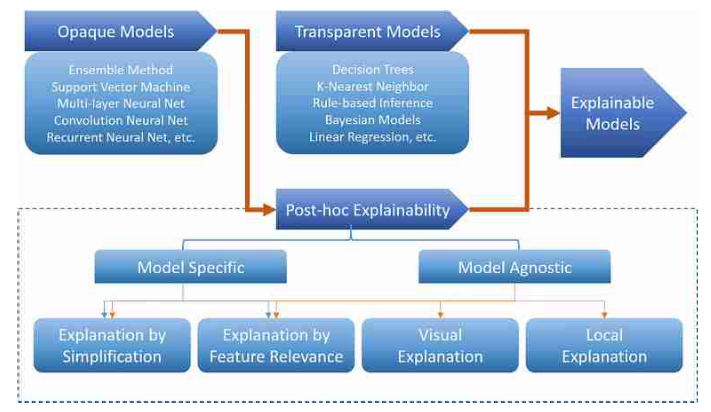 Opaque Models
Ensemble Method
Support Vector Machine
Multi-layer Neural Net
Convolution Neural Net
Recurrent Neural Net, etc.
Transparent Models
Decision Trees
K-Nearest Neighbor
Rule-based Inference
Bayesian Models
Linear Regression, etc.
Explainable
Models
Post-hoc Explainability
Model Specific
Model Agnostic
Explanation by
Simplification
Explanation by
Feature Relevance
Visual
Explanation
Local
Explanation